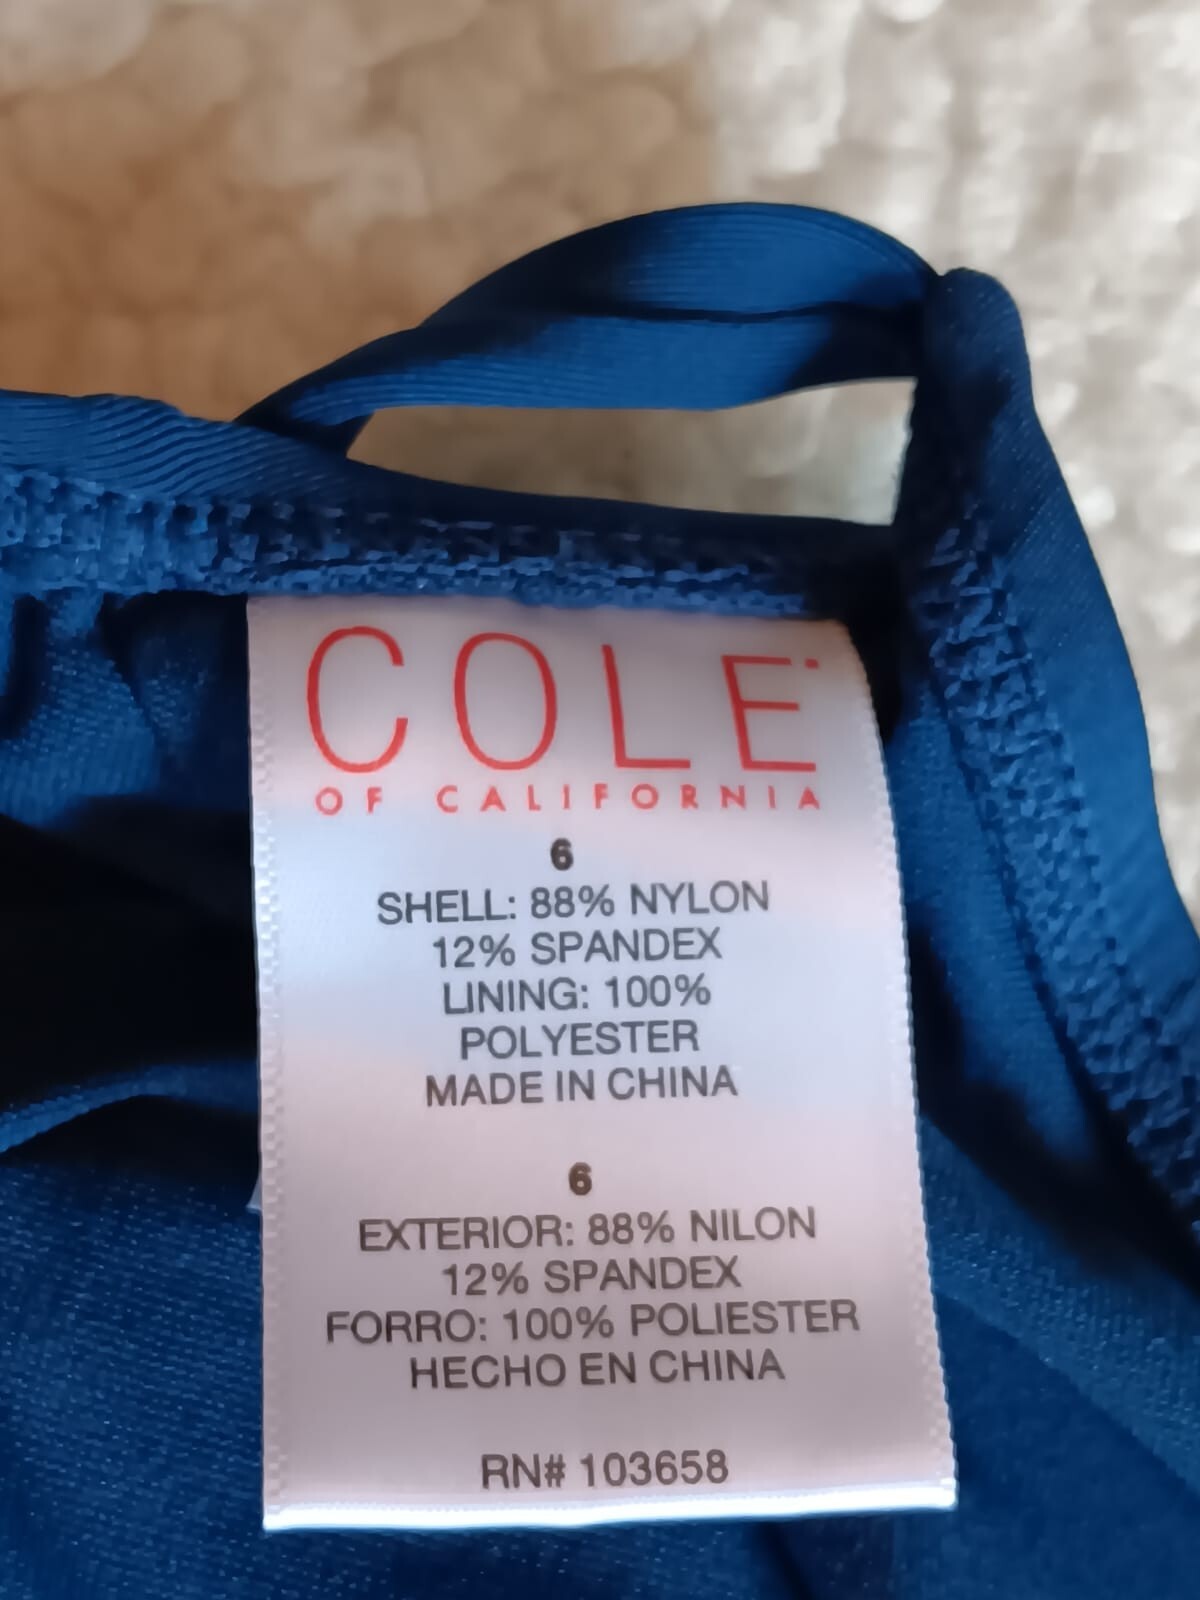 COLE
OF CALIFORNIA
6
SHELL: 88% NYLON
12% SPANDEX
LINING: 100%
POLYESTER
MADE IN CHINA
6
EXTERIOR: 88% NILON
12% SPANDEX
FORRO: 100% POLIESTER
HECHO EN CHINA
RN# 103658